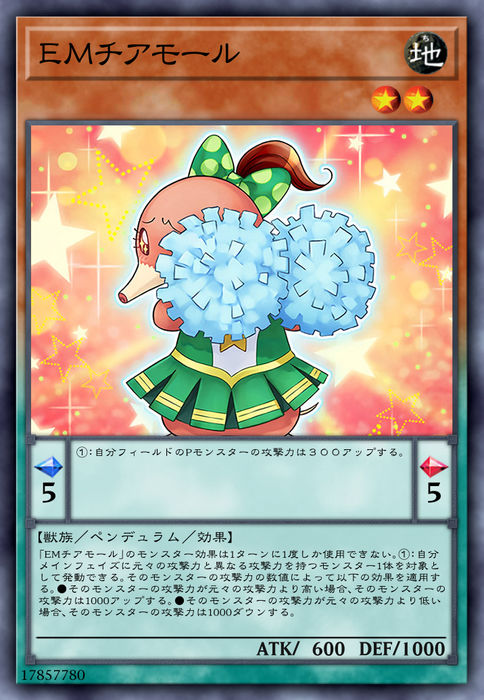 EMチアモール
ち
地
①：自分フィールドのPモンスターの攻撃力は３００アップする。
5
5
【獣族／ペンデュラム／効果】
「EMチアモール」のモンスター効果は1ターンに1度しか使用できない。①：自分
メインフェイズに元々の攻撃力と異なる攻撃力を持つモンスター1体を対象と
して発動できる。そのモンスターの攻撃力の数値によって以下の効果を適用す
る。●そのモンスターの攻撃力が元々の攻撃力より高い場合、そのモンスターの
攻撃力は1000アップする。●そのモンスターの攻撃力が元々の攻撃力より低い
場合、そのモンスターの攻撃力は1000ダウンする。
ATK/ 600 DEF/1000
17857780